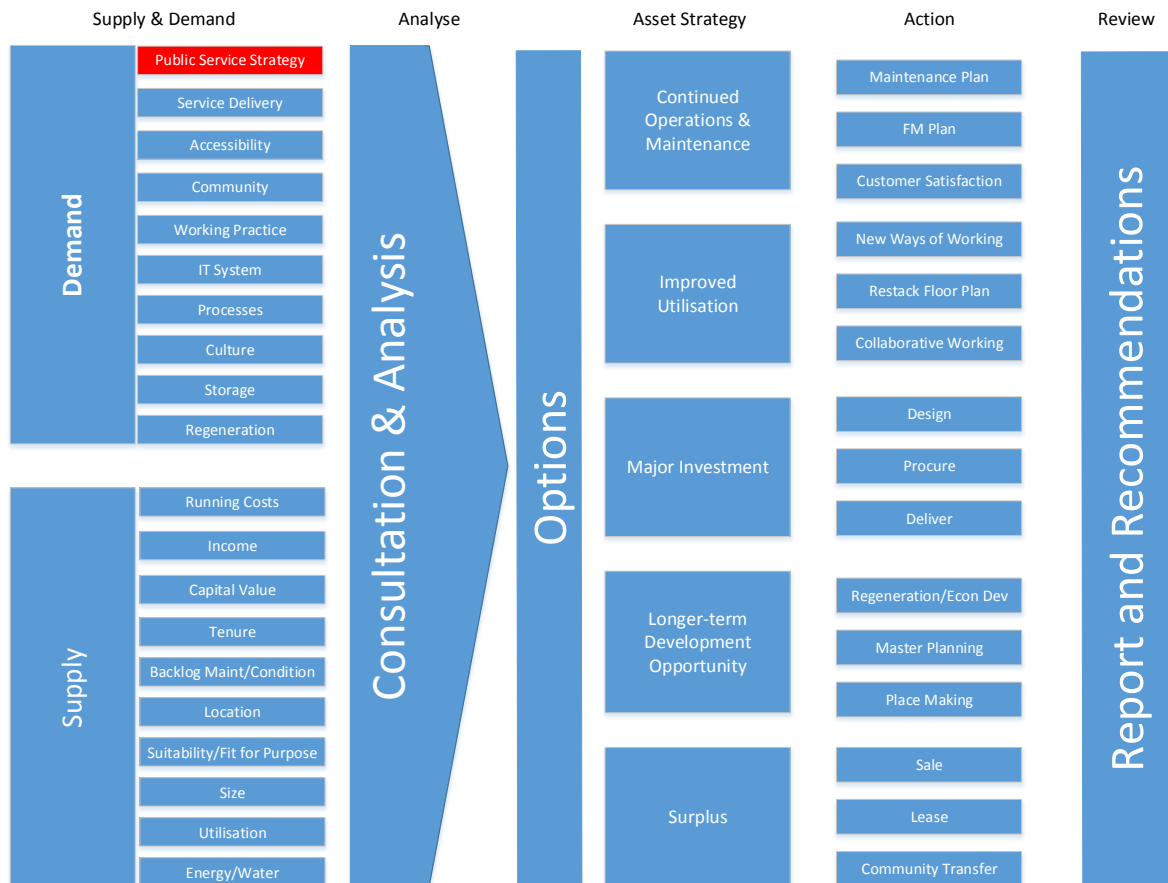 Supply & Demand
Analyse
Asset Strategy
Action
Review
Demand
Public Service Strategy
Service Delivery
Accessibility
Community
Working Practice
IT System
Processes
Culture
Storage
Regeneration
Supply
Running Costs
Income
Capital Value
Tenure
Backlog Maint/Condition
Location
Suitability/Fit for Purpose
Size
Utilisation
Energy/Water
Consultation & Analysis
Options
Continued
Operations &
Maintenance
Improved
Utilisation
Major Investment
Longer-term
Development
Opportunity
Surplus
Maintenance Plan
FM Plan
Customer Satisfaction
New Ways of Working
Restack Floor Plan
Collaborative Working
Design
Procure
Deliver
Regeneration/Econ Dev
Master Planning
Place Making
Sale
Lease
Community Transfer
Report and Recommendations